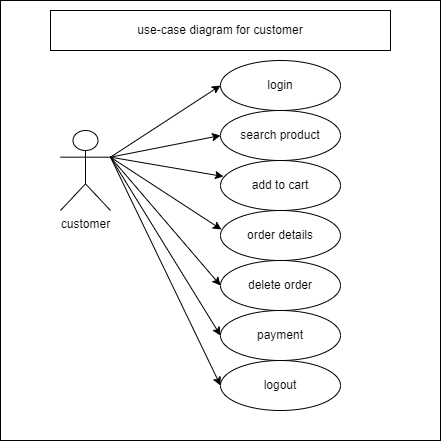 use-case diagram for customer
login
search product
add to cart
order details
delete order
payment
logout
customer